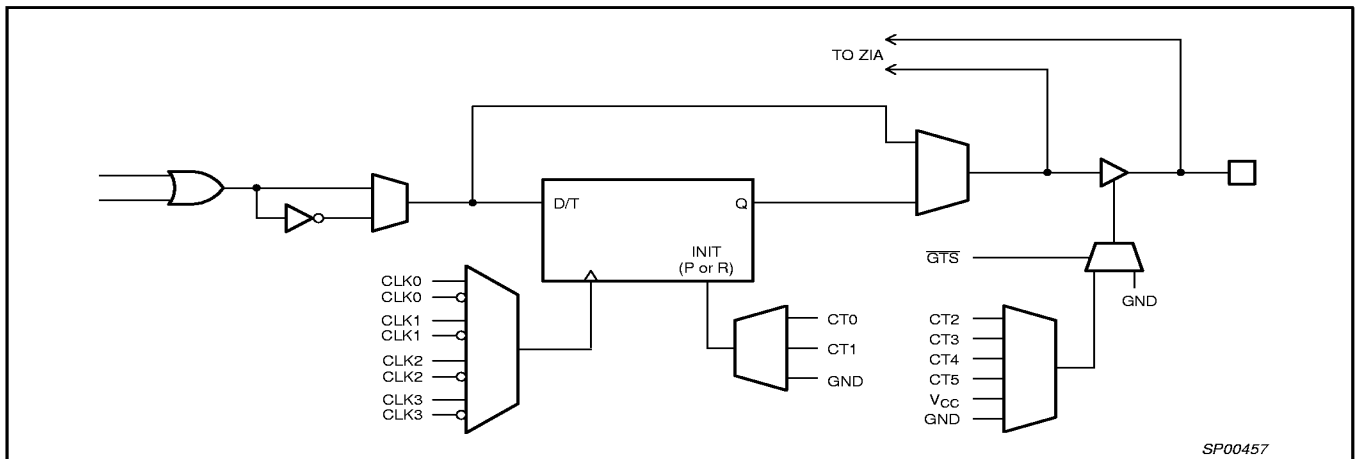 TO ZIA
D/T
Q
INIT
(P or R)
GTS
GND
CLK0
CLK0
CLK1
CLK1
CLK2
CLK2
CLK3
CLK3
CT0
CT1
GND
CT2
CT3
CT4
CT5
VCC
GND
SP00457